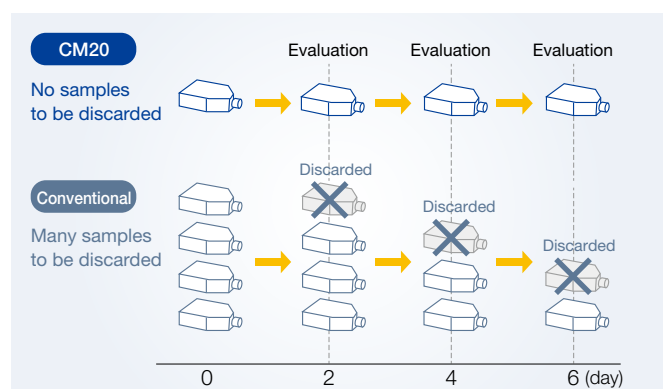 CM20
No samples
to be discarded
Evaluation
Evaluation
Evaluation
Conventional
Many samples
to be discarded
Discarded
Discarded
Discarded
0 2 4 6 (day)